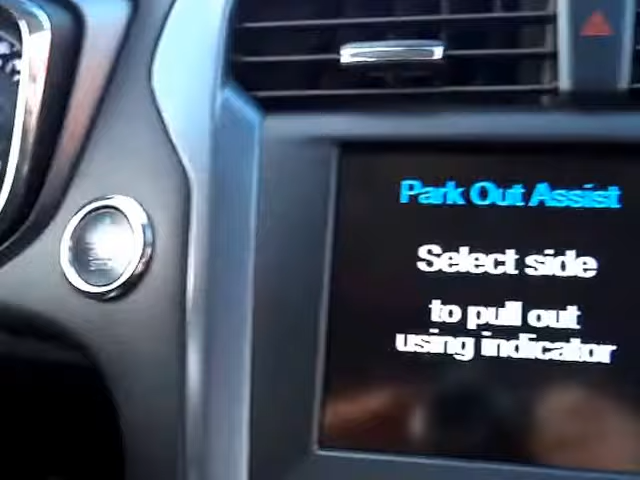 Park Out Assist
Select side
to pull out
using indicator